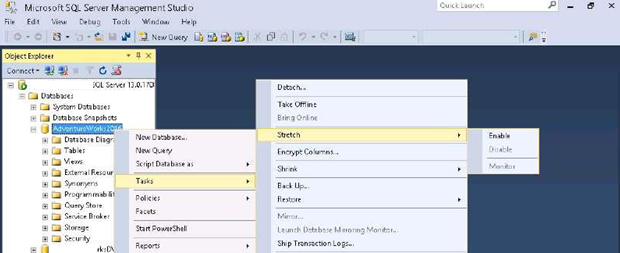 Microsoft SQL Server Management Studio
Quick Launch
File Edit View Debug Tools Window Help
New Query
Object Explorer
Connect
SQL Server 13.0.170
Databases
System Databases
Database Snapshots
AdventureWorks2016
Database Diagr
Tables
Views
External Resour
Synonyms
Programmabilit
Query Store
Service Broker
Storage
Security
rksDV
New Database...
New Query
Script Database as
Tasks
Policies
Facets
Start PowerShell
Reports
Detach...
Take Offline
Bring Online
Stretch
Encrypt Columns...
Shrink
Back Up...
Restore
Mirror...
Launch Database Mirroring Monitor...
Ship Transaction Logs...
Enable
Disable
Monitor